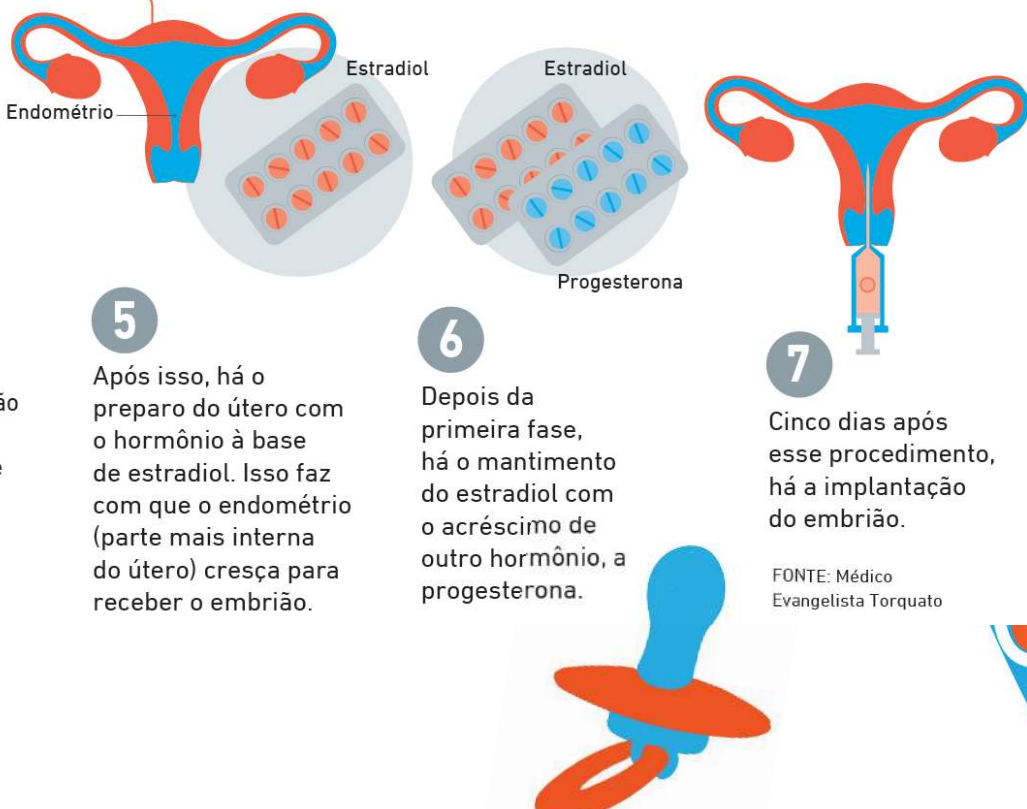 Endométrio
Estradiol
Estradiol
Progesterona
5
Após isso, há o
preparo do útero com
o hormônio à base
de estradiol. Isso faz
com que o endométrio
(parte mais interna
do útero) cresça para
receber o embrião.
6
Depois da
primeira fase,
há o mantimento
do estradiol com
o acréscimo de
outro hormônio, a
progesterona.
7
Cinco dias após
esse procedimento,
há a implantação
do embrião.
FONTE: Médico
Evangelista Torquato